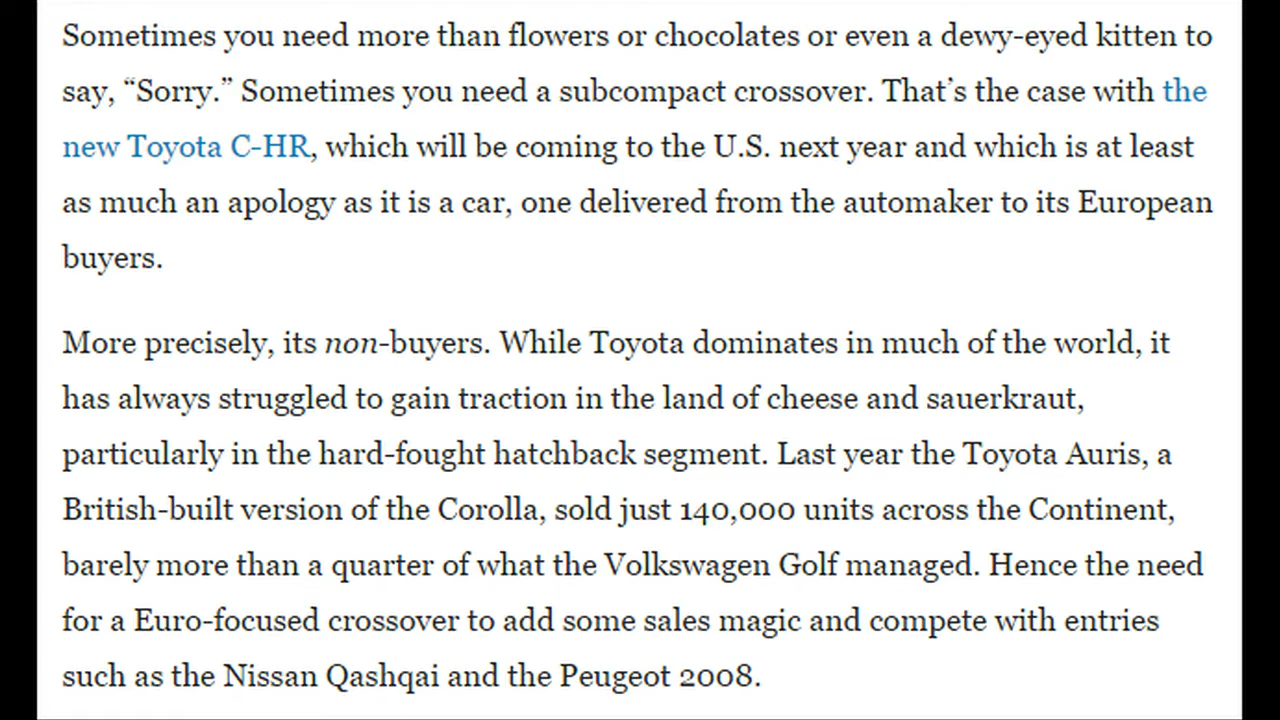 Sometimes you need more than flowers or chocolates or even a dewy-eyed kitten to
say, “Sorry.” Sometimes you need a subcompact crossover. That’s the case with the
new Toyota C-HR, which will be coming to the U.S. next year and which is at least
as much an apology as it is a car, one delivered from the automaker to its European
buyers.
More precisely, its non-buyers. While Toyota dominates in much of the world, it
has always struggled to gain traction in the land of cheese and sauerkraut,
particularly in the hard-fought hatchback segment. Last year the Toyota Auris, a
British-built version of the Corolla, sold just 140,000 units across the Continent,
barely more than a quarter of what the Volkswagen Golf managed. Hence the need
for a Euro-focused crossover to add some sales magic and compete with entries
such as the Nissan Qashqai and the Peugeot 2008.